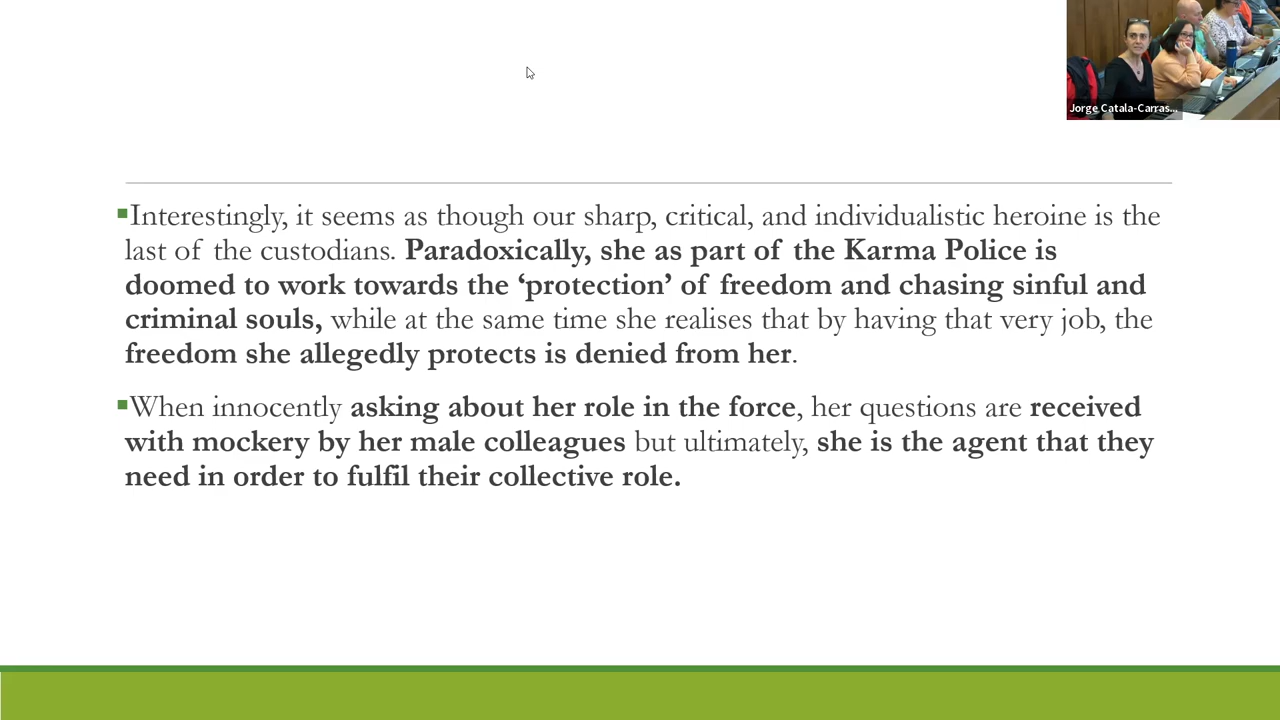 Jorge Catala-Carras...
▪Interestingly, it seems as though our sharp, critical, and individualistic heroine is the
last of the custodians. Paradoxically, she as part of the Karma Police is
doomed to work towards the ‘protection’ of freedom and chasing sinful and
criminal souls, while at the same time she realises that by having that very job, the
freedom she allegedly protects is denied from her.
▪When innocently asking about her role in the force, her questions are received
with mockery by her male colleagues but ultimately, she is the agent that they
need in order to fulfil their collective role.